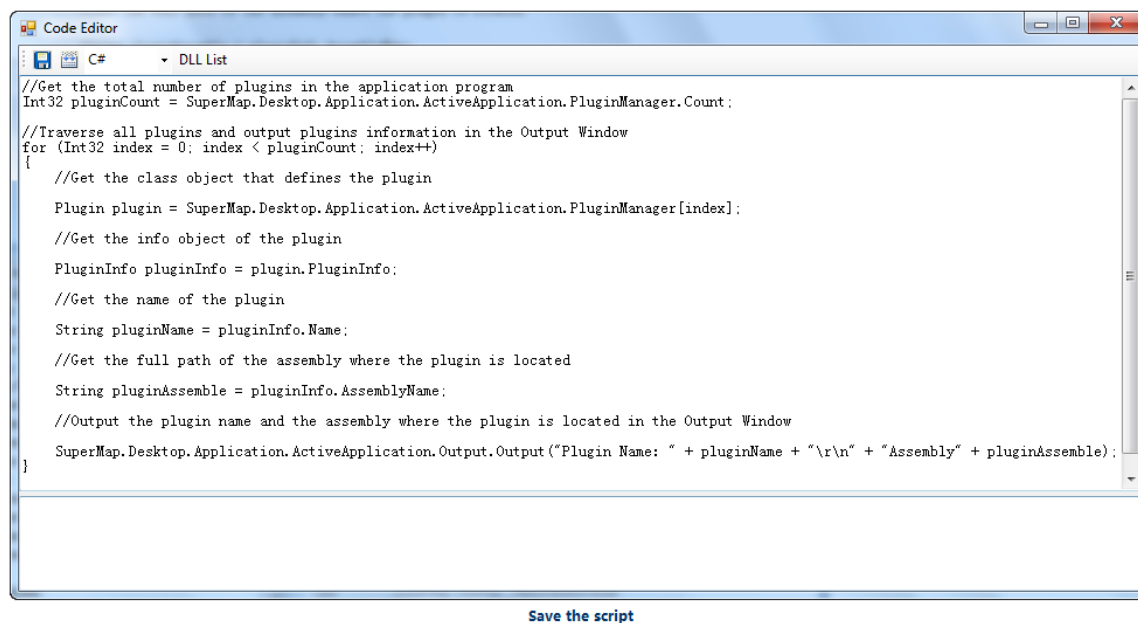 Code Editor
C# DLL List
//Get the total number of plugins in the application program
Int32 pluginCount = SuperMap.Desktop.Application.ActiveApplication.PluginManager.Count;
//Traverse all plugins and output plugins information in the Output Window
for (Int32 index = 0; index < pluginCount; index++)
{
//Get the class object that defines the plugin
Plugin plugin = SuperMap.Desktop.Application.ActiveApplication.PluginManager[index];
//Get the info object of the plugin
PluginInfo pluginInfo = plugin.PluginInfo;
//Get the name of the plugin
String pluginName = pluginInfo.Name;
//Get the full path of the assembly where the plugin is located
String pluginAssemble = pluginInfo.AssemblyName;
//Output the plugin name and the assembly where the plugin is located in the Output Window
SuperMap.Desktop.Application.ActiveApplication.Output.Output("Plugin Name: " + pluginName + "\r\n" + "Assembly" + pluginAssemble);
}
Save the script